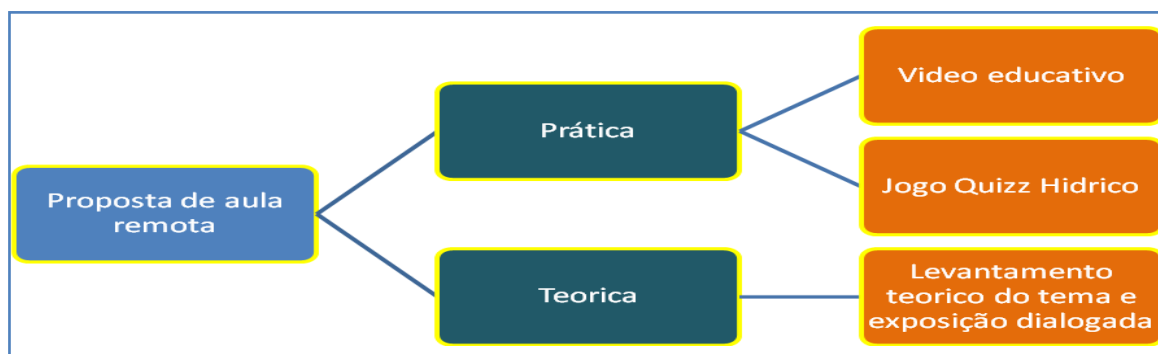 Proposta de aula
remota
Prática
Teorica
Video educativo
Jogo Quizz Hidrico
Levantamento
teorico do tema e
exposição dialogada